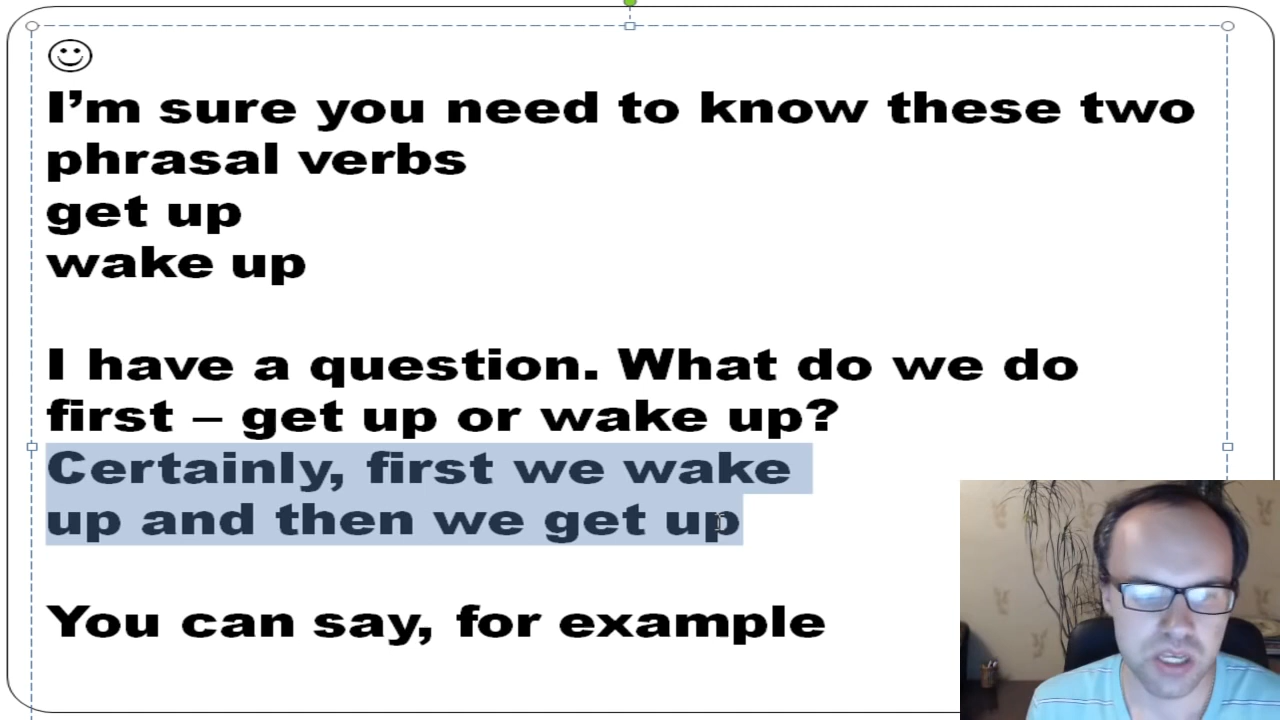 I'm sure you need to know these two
phrasal verbs
get up
wake up
I have a question. What do we do
first – get up or wake up?
Certainly, first we wake
up and then we get up
You can say, for example